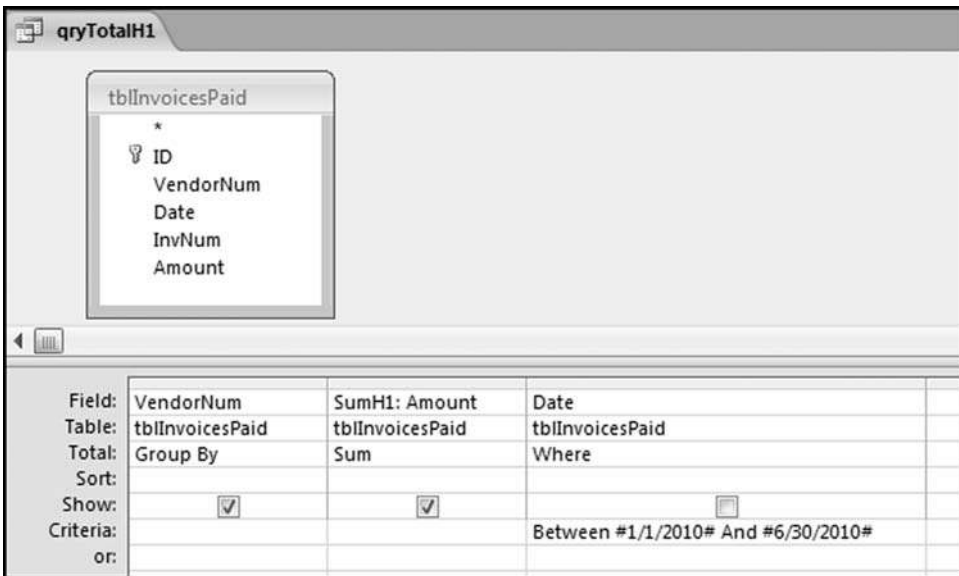 qryTotalH1
tblInvoicesPaid
*
ID
VendorNum
Date
InvNum
Amount
Field: VendorNum SumH1: Amount Date
Table: tblInvoicesPaid tblInvoicesPaid tblInvoicesPaid
Total: Group By Sum Where
Sort:
Show:
Criteria: Between #1/1/2010# And #6/30/2010#
or: